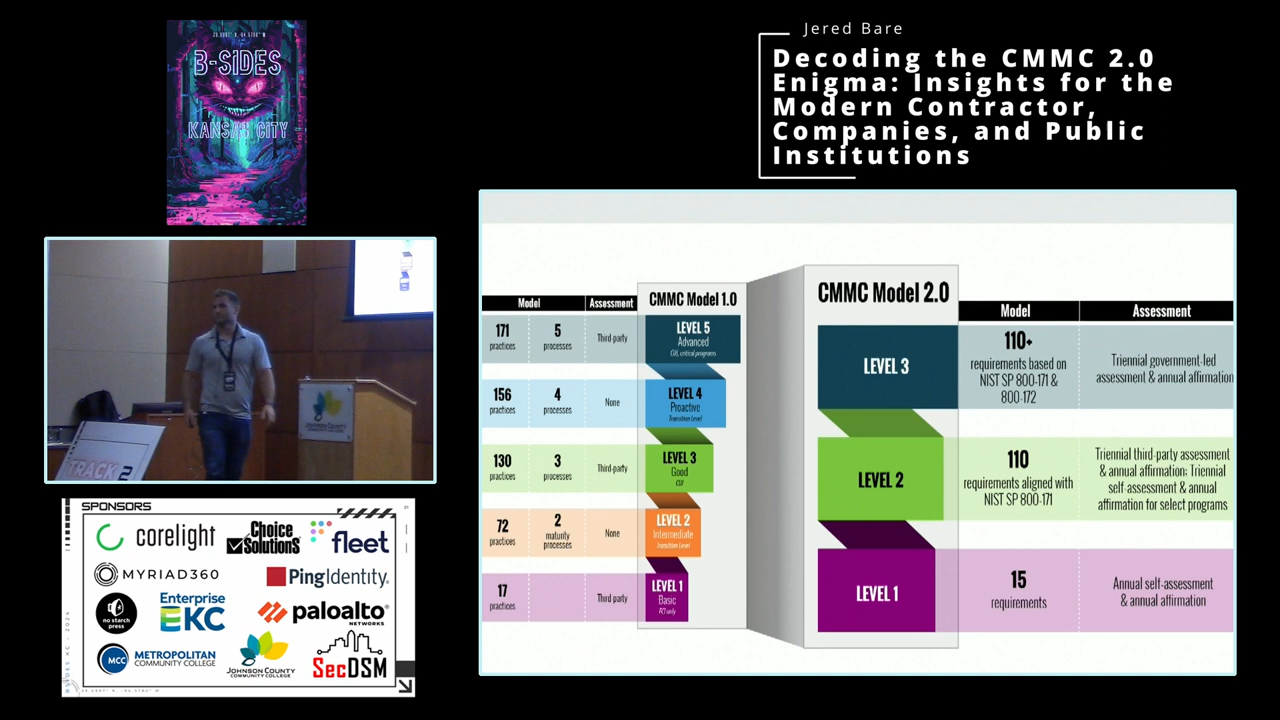 Jered Bare
Decoding the CMMC 2.0
Enigma: Insights for the
Modern Contractor,
Companies, and Public
Institutions
B-SIDES
KANSAS CITY
TRACK 2
JOHNSON COUNTY
COMMUNITY COLLEGE
Model
Assessment
CMMC Model 1.0
171
practices
5
processes
Third-party
LEVEL 5
Advanced
CUI, critical programs
156
practices
4
processes
None
LEVEL 4
Proactive
Transition Level
130
practices
3
processes
Third-party
LEVEL 3
Good
CUI
72
practices
2
maturity
processes
None
LEVEL 2
Intermediate
Transition Level
17
practices
Third party
LEVEL 1
Basic
FCI only
CMMC Model 2.0
Model
Assessment
LEVEL 3
110+
requirements based on
NIST SP 800-171 &
800-172
Triennial government-led
assessment & annual affirmation
LEVEL 2
110
requirements aligned with
NIST SP 800-171
Triennial third-party assessment
& annual affirmation; Triennial
self-assessment & annual
affirmation for select programs
LEVEL 1
15
requirements
Annual self-assessment
& annual affirmation
SPONSORS
corelight
Choice
Solutions
fleet
MYRIAD360
PingIdentity.
no starch
press
Enterprise
EKC
paloalto
NETWORKS
MCC
METROPOLITAN
COMMUNITY COLLEGE
JOHNSON COUNTY
COMMUNITY COLLEGE
SecDSM